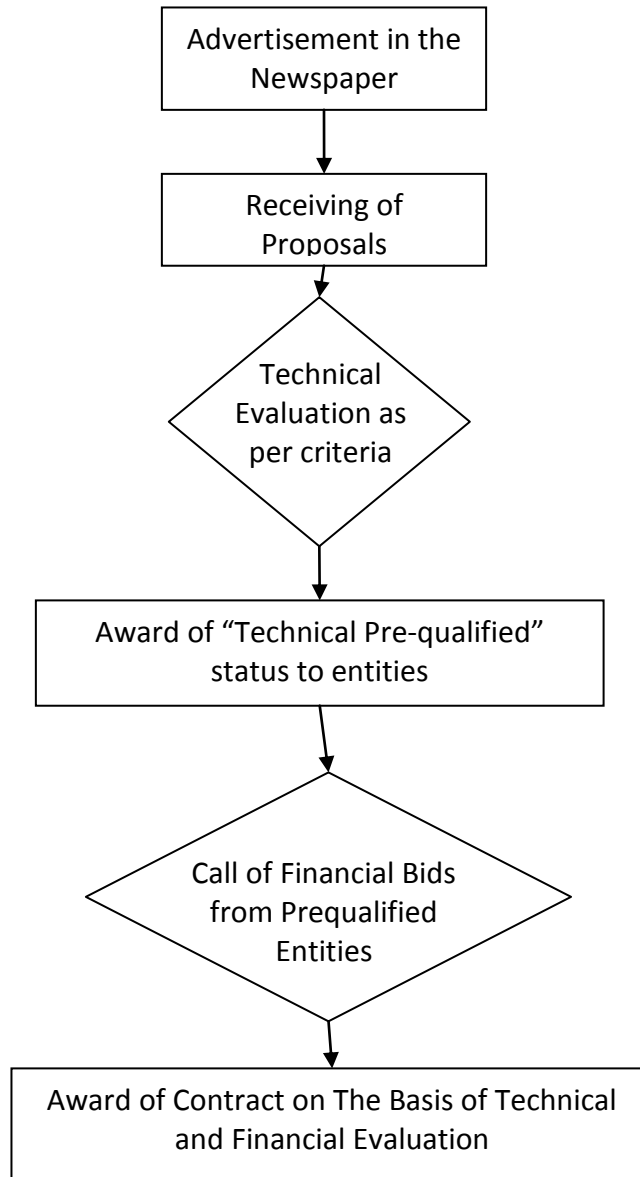 Advertisement in the
Newspaper
Receiving of
Proposals
Technical
Evaluation as
per criteria
Award of “Technical Pre-qualified”
status to entities
Call of Financial Bids
from Prequalified
Entities
Award of Contract on The Basis of Technical
and Financial Evaluation